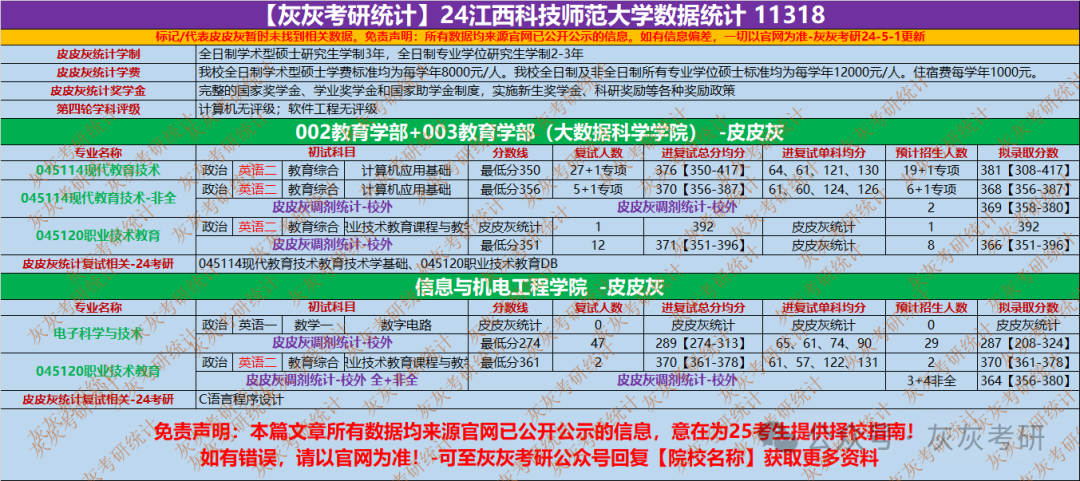 【灰灰考研统计】24江西科技师范大学数据统计 11318
标记/代表皮皮灰暂时未找到相关数据。免责声明：所有数据均来源官网已公开公示的信息。如有信息偏差，一切以官网为准-灰灰考研24-5-1更新
皮皮灰统计学制 全日制学术型硕士研究生学制3年，全日制专业学位研究生学制2-3年
皮皮灰统计学费 我校全日制学术型硕士学费标准均为每学年8000元/人。我校全日制及非全日制所有专业学位硕士标准均为每学年12000元/人。住宿费每学年1000元。
皮皮灰统计奖学金 完整的国家奖学金、学业奖学金和国家助学金制度，实施新生奖学金、科研奖励等各种奖励政策
第四轮学科评级 计算机无评级；软件工程无评级
002教育学部+003教育学部（大数据科学学院） -皮皮灰
专业名称 初试科目 分数线 复试人数 进复试总分均分 进复试单科均分 预计招生人数 拟录取分数
045114现代教育技术 政治 英语二 教育综合 计算机应用基础 最低分350 27+1专项 376【350-417】 64、61、121、130 19+1专项 381【308-417】
045114现代教育技术-非全 政治 英语二 教育综合 计算机应用基础 最低分356 5+1专项 370【356-387】 61、60、124、126 6+1专项 368【356-387】
皮皮灰调剂统计-校外 皮皮灰调剂统计-校外 2 369【358-380】
045120职业技术教育 政治 英语二 教育综合 职业技术教育课程与教学 皮皮灰统计 1 392 皮皮灰统计 1 392
皮皮灰调剂统计-校外 最低分351 12 371【351-396】 皮皮灰统计 8 366【351-396】
皮皮灰统计复试相关-24考研 045114现代教育技术教育技术学基础、045120职业技术教育DB
信息与机电工程学院 -皮皮灰
专业名称 初试科目 分数线 复试人数 进复试总分均分 进复试单科均分 预计招生人数 拟录取分数
电子科学与技术 政治 英语一 数学一 数字电路 皮皮灰统计 0 皮皮灰统计 皮皮灰统计 0 皮皮灰统计
皮皮灰调剂统计-校外 最低分274 47 289【274-313】 65、61、74、90 29 287【208-324】
045120职业技术教育 政治 英语二 教育综合 职业技术教育课程与教学 最低分361 2 370【361-378】 61、57、122、131 2 370【361-378】
皮皮灰调剂统计-校外 全+非全 皮皮灰调剂统计-校外 3+4非全 364【356-380】
皮皮灰统计复试相关-24考研 C语言程序设计
免责声明：本篇文章所有数据均来源官网已公开公示的信息，意在为25考生提供择校指南！
如有错误，请以官网为准！-可至灰灰考研公众号回复【院校名称】获取更多资料
公众号·灰灰考研